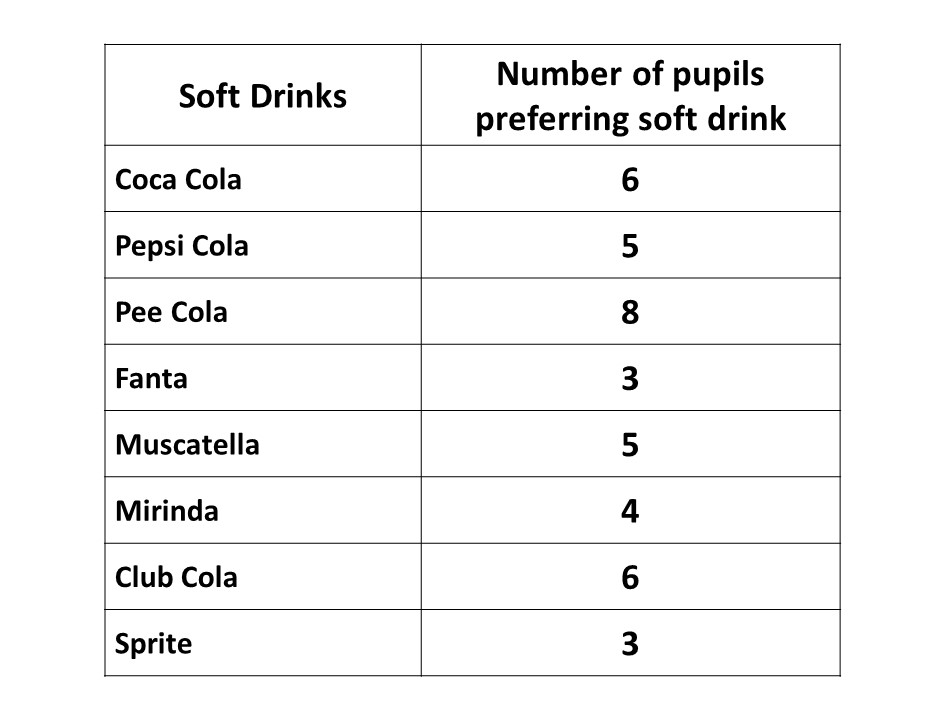 Soft Drinks
Number of pupils
preferring soft drink
Coca Cola
6
Pepsi Cola
5
Pee Cola
8
Fanta
3
Muscatella
5
Mirinda
4
Club Cola
6
Sprite
3